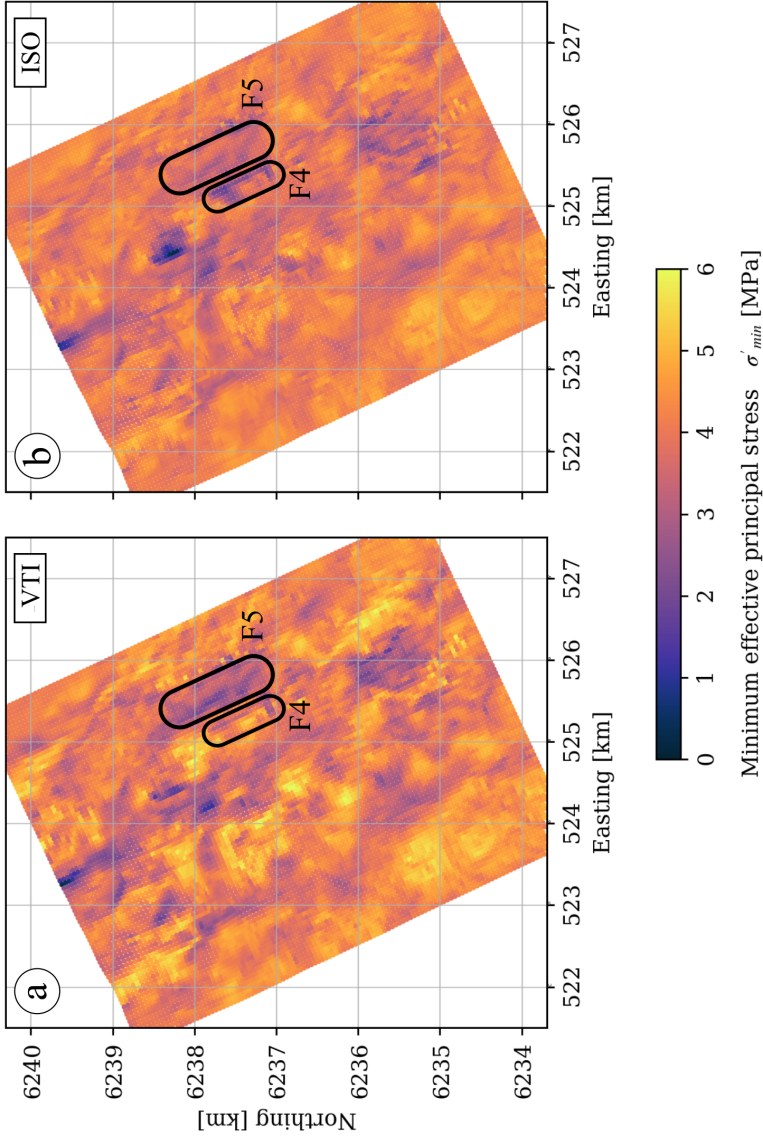 a
VTI
F5
F4
6240
6239
6238
6237
6236
6235
6234
Northing [km]
522
523
524
525
526
527
Easting [km]
b
ISO
F5
F4
522
523
524
525
526
527
Easting [km]
0
1
2
3
4
5
6
Minimum effective principal stress σ′min [MPa]